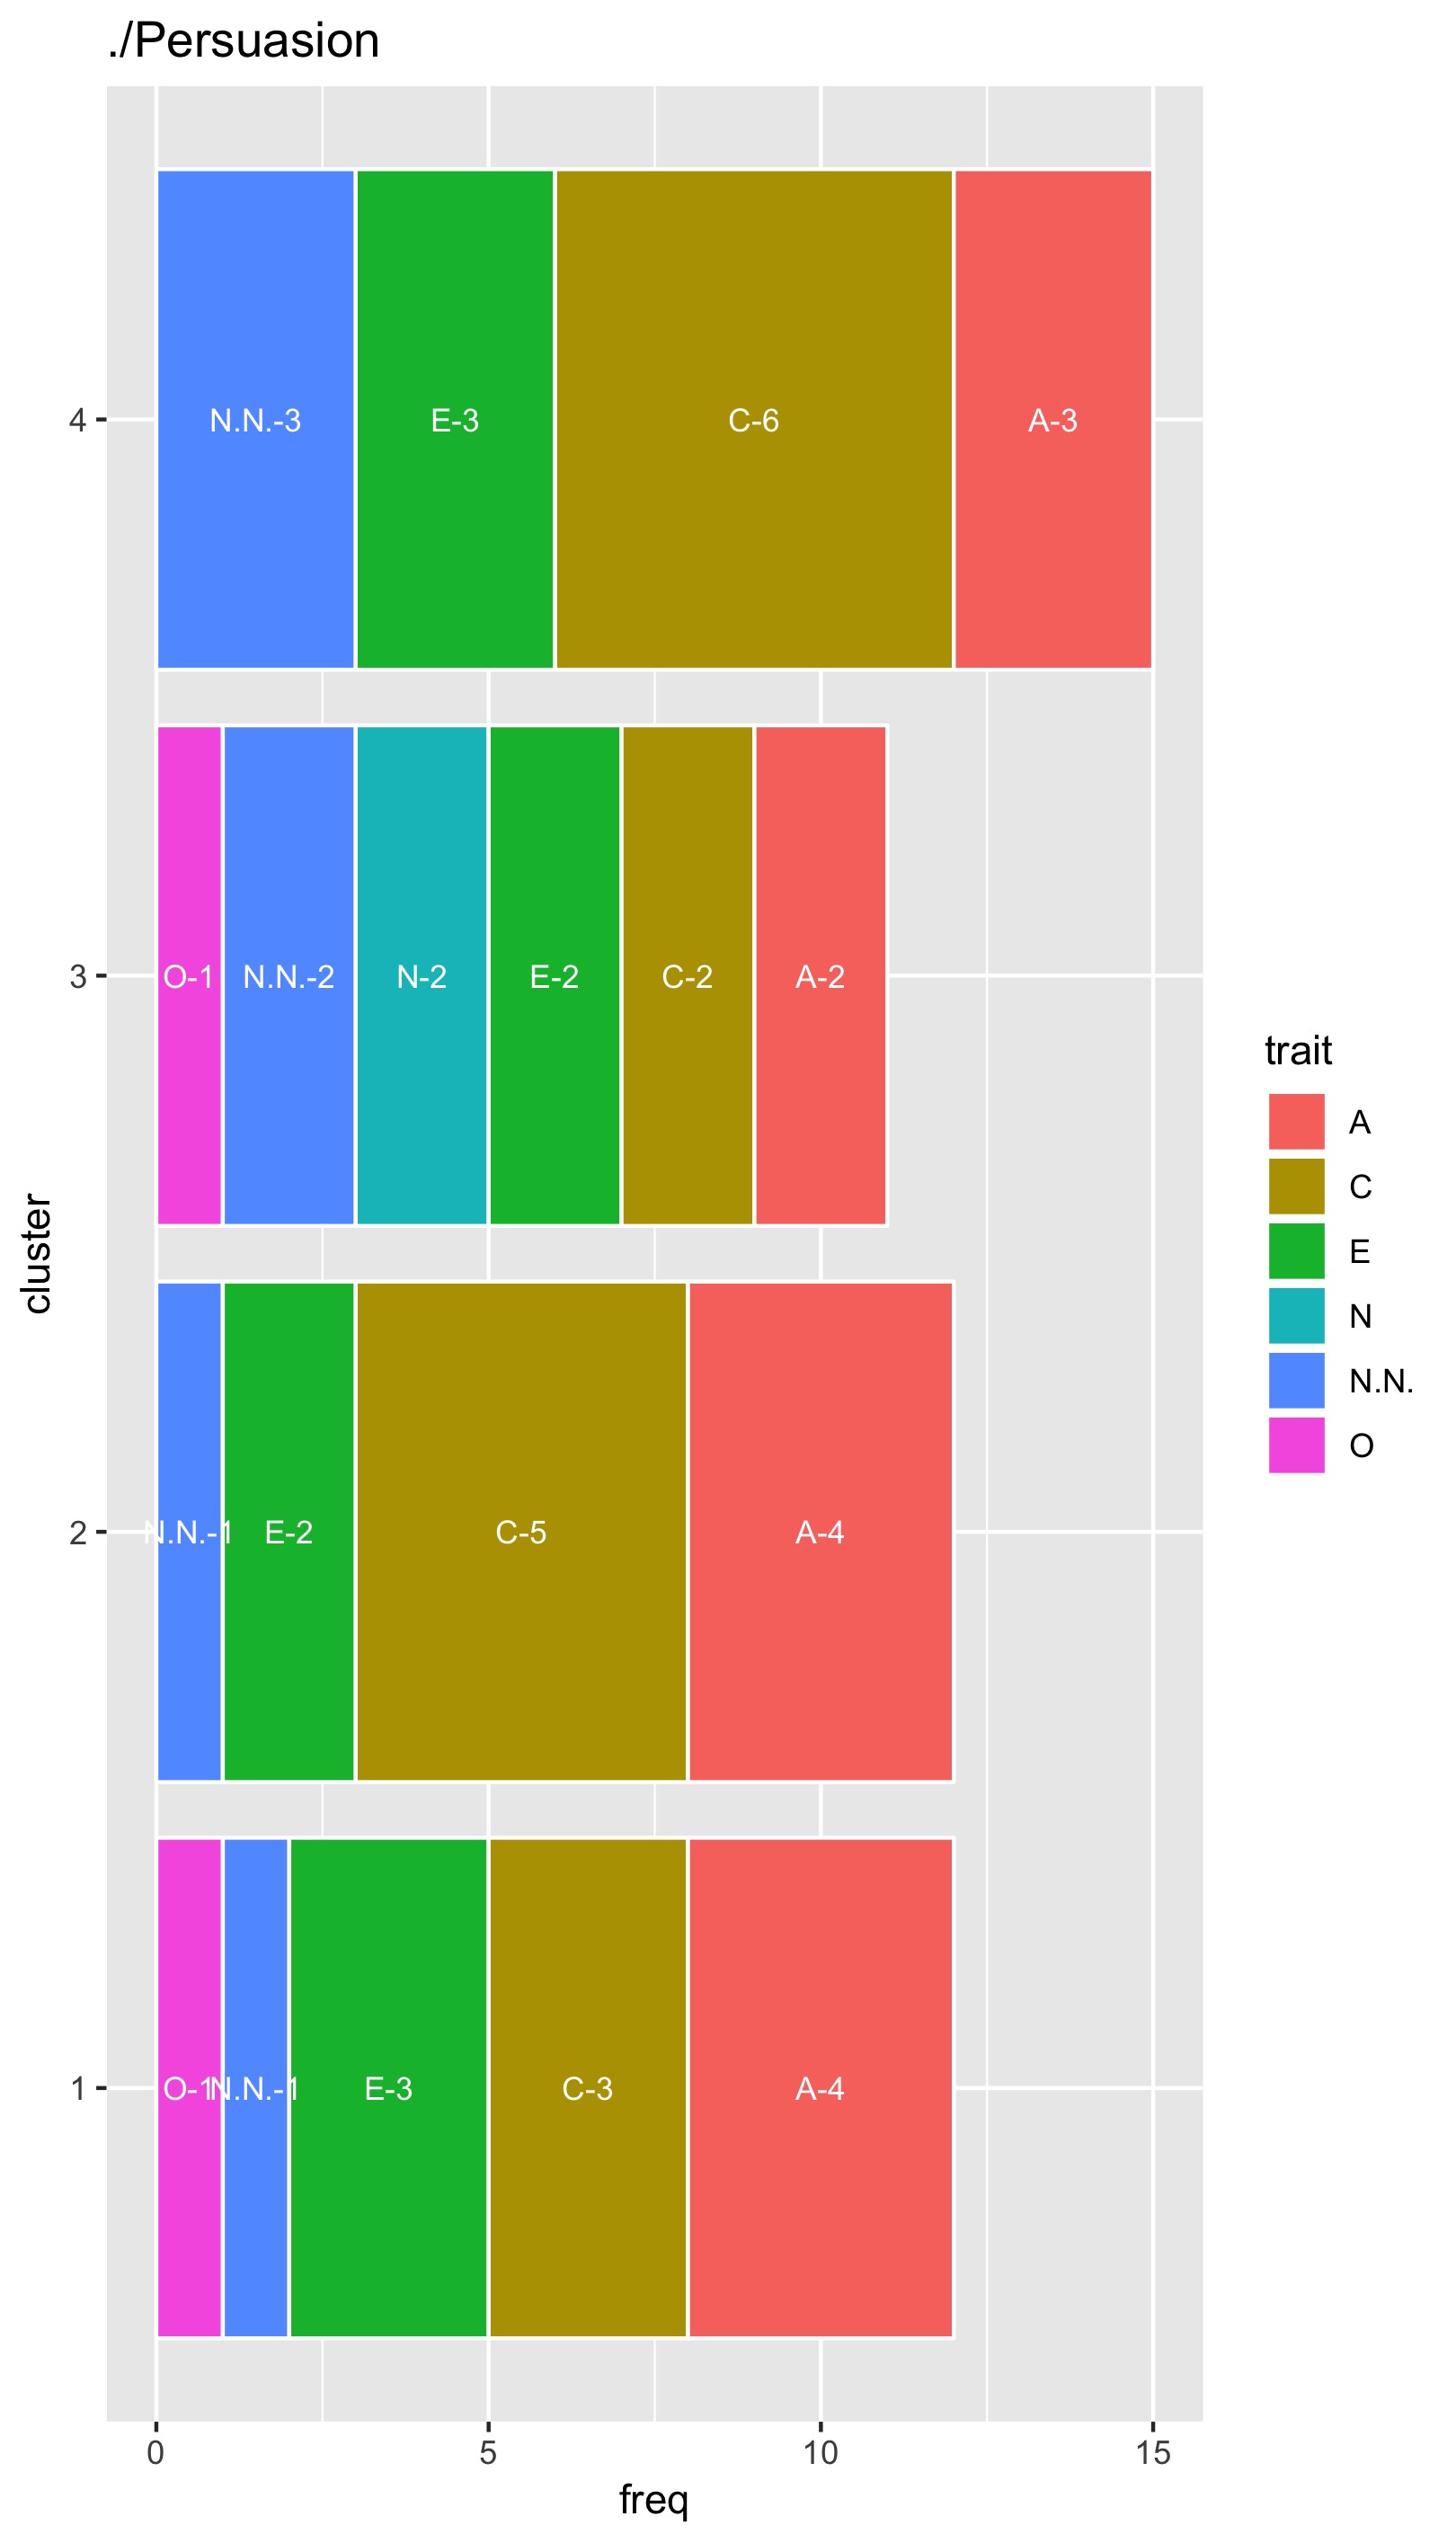 ./Persuasion
4
N.N.-3 E-3 C-6 A-3
3
O-1 N.N.-2 N-2 E-2 C-2 A-2
2
N.N.-1 E-2 C-5 A-4
1
O-1 N.N.-1 E-3 C-3 A-4
0 5 10 15
freq
cluster
trait
A
C
E
N
N.N.
O